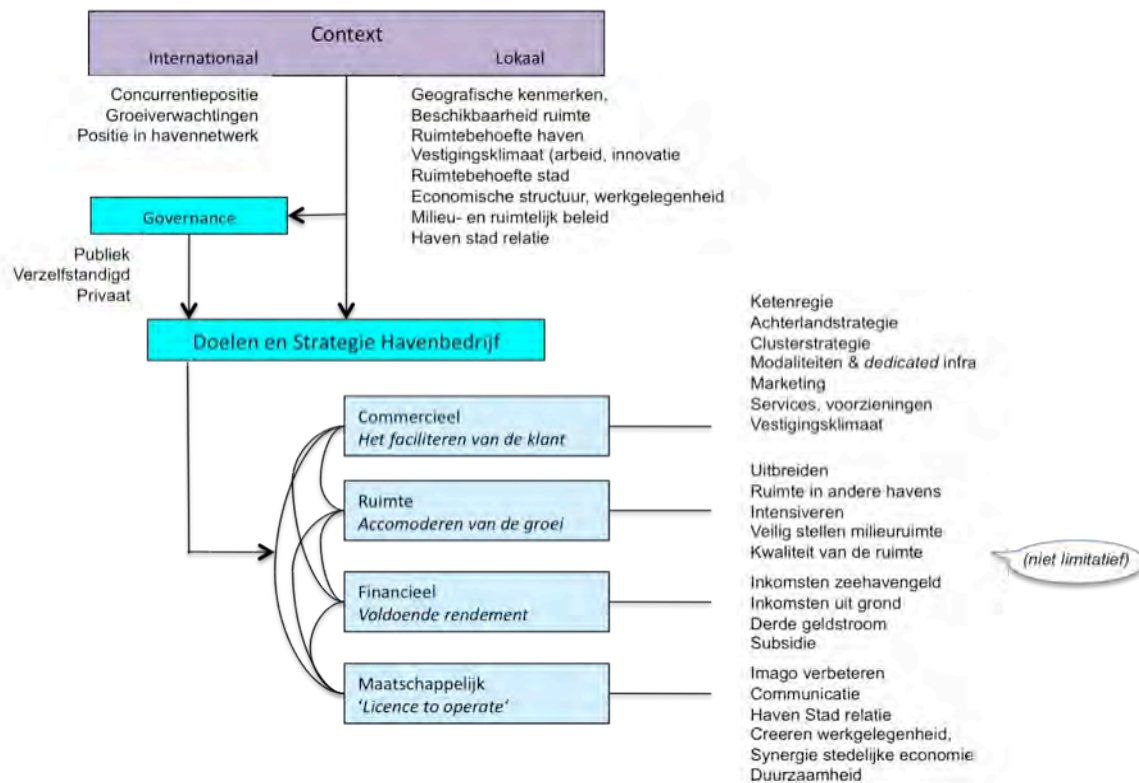 Context
Internationaal
Lokaal
Concurrentiepositie
Groeiverwachtingen
Positie in havennetwerk
Geografische kenmerken,
Beschikbaarheid ruimte
Ruimtebehoefte haven
Vestigingsklimaat (arbeid, innovatie
Ruimtebehoefte stad
Economische structuur, werkgelegenheid
Milieu- en ruimtelijk beleid
Haven stad relatie
Governance
Publiek
Verzelfstandigd
Privaat
Doelen en Strategie Havenbedrijf
Commercieel
Het faciliteren van de klant
Ketenregie
Achterlandstrategie
Clusterstrategie
Modaliteiten & dedicated infra
Marketing
Services, voorzieningen
Vestigingsklimaat
Ruimte
Accomoderen van de groei
Uitbreiden
Ruimte in andere havens
Intensiveren
Veilig stellen milieuruimte
Kwaliteit van de ruimte
(niet limitatief)
Financieel
Voldoende rendement
Inkomsten zeehavengeld
Inkomsten uit grond
Derde geldstroom
Subsidie
Maatschappelijk
‘Licence to operate’
Imago verbeteren
Communicatie
Haven Stad relatie
Creeren werkgelegenheid,
Synergie stedelijke economie
Duurzaamheid